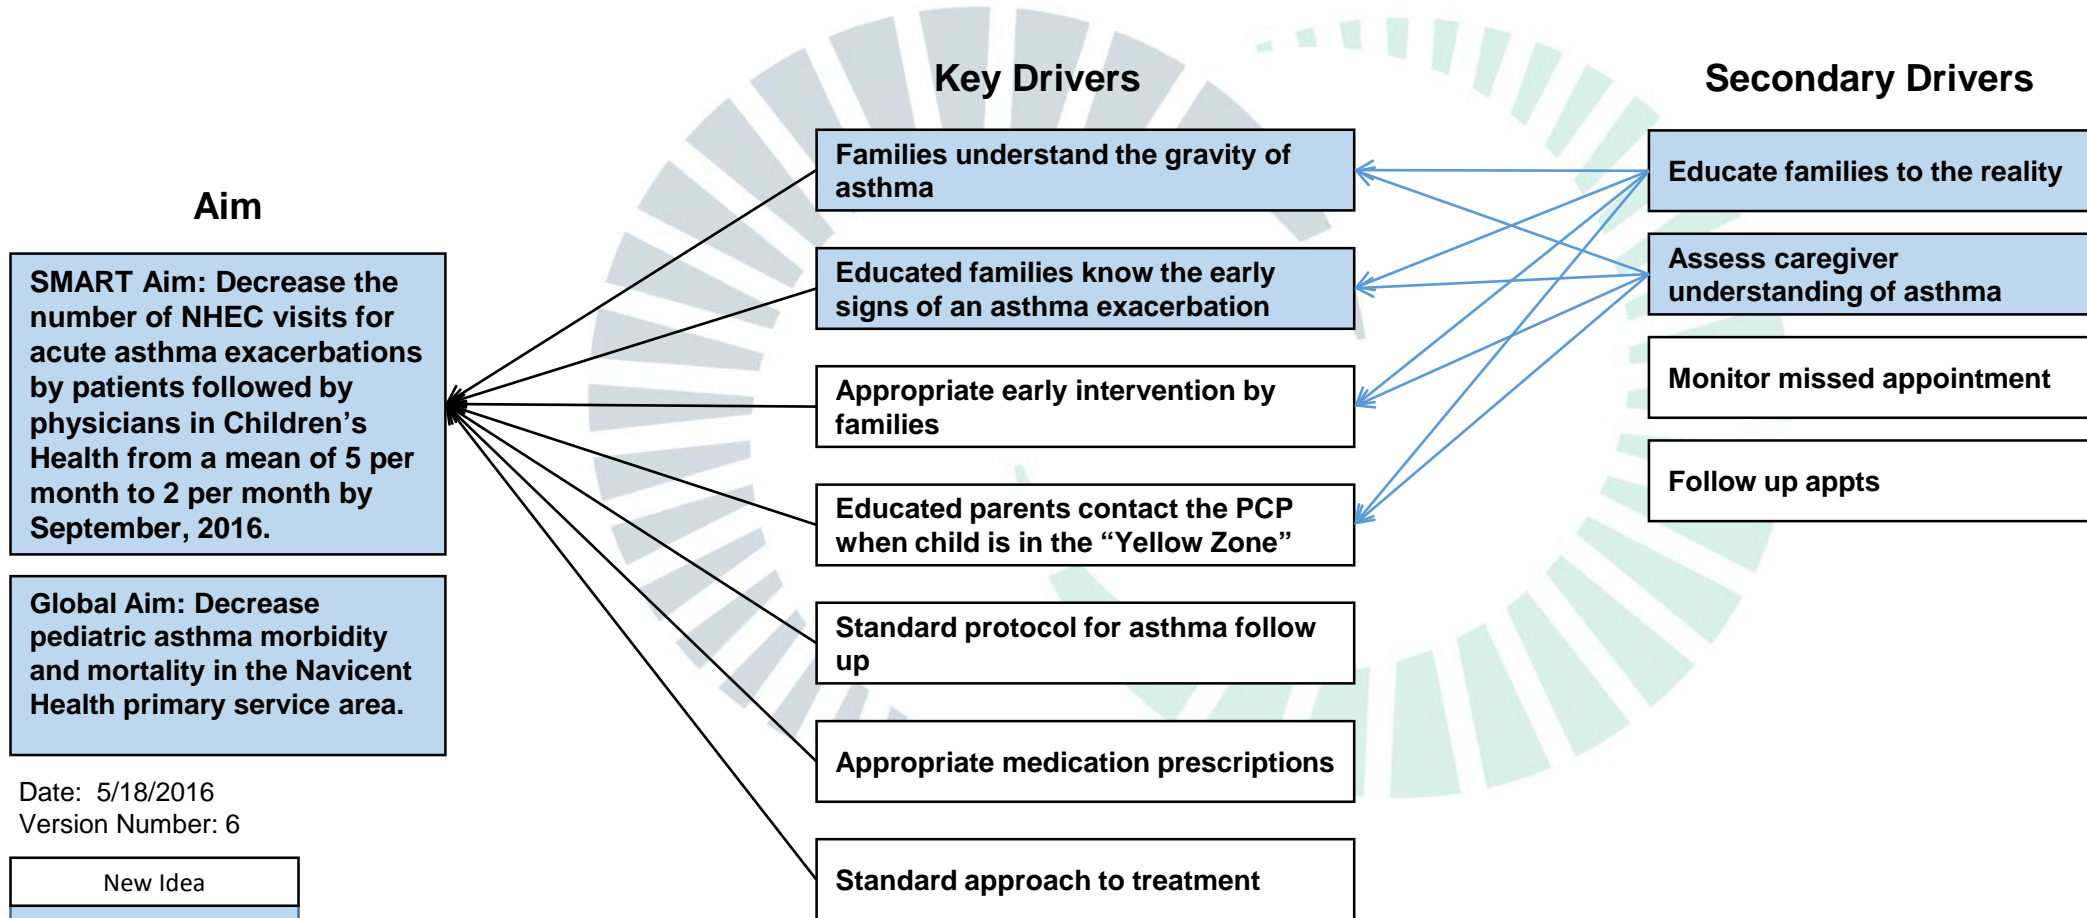 Aim
SMART Aim: Decrease the
number of NHEC visits for
acute asthma exacerbations
by patients followed by
physicians in Children’s
Health from a mean of 5 per
month to 2 per month by
September, 2016.
Global Aim: Decrease
pediatric asthma morbidity
and mortality in the Navicent
Health primary service area.
Date:  5/18/2016
Version Number: 6
New Idea
Key Drivers
Families understand the gravity of
asthma
Educated families know the early
signs of an asthma exacerbation
Appropriate early intervention by
families
Educated parents contact the PCP
when child is in the “Yellow Zone”
Standard protocol for asthma follow
up
Appropriate medication prescriptions
Standard approach to treatment
Secondary Drivers
Educate families to the reality
Assess caregiver
understanding of asthma
Monitor missed appointment
Follow up appts